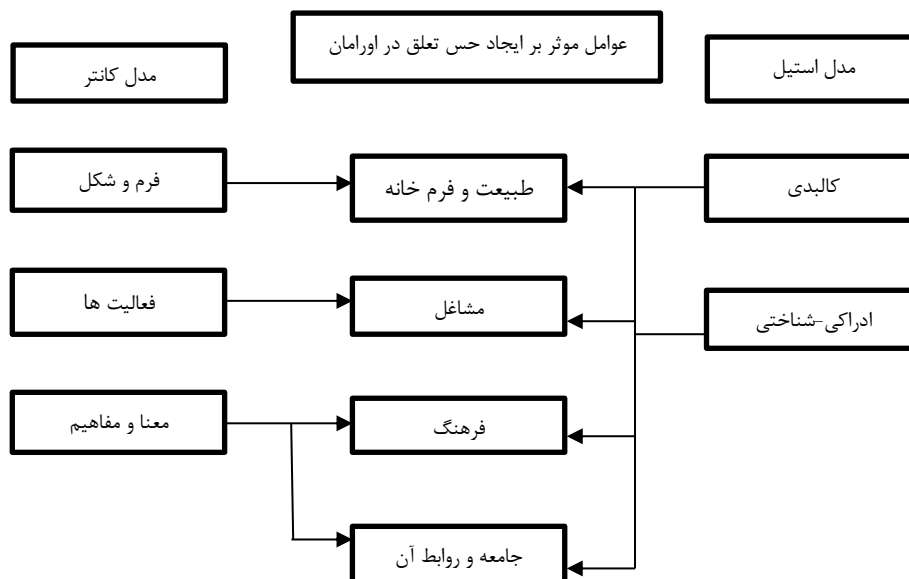 عوامل موثر بر ایجاد حس تعلق در اورامان
مدل استیل
مدل کانتر
کالبدی
طبیعت و فرم خانه
فرم و شکل
ادراکی-شناختی
مشاغل
فعالیت ها
فرهنگ
معنا و مفاهیم
جامعه و روابط آن